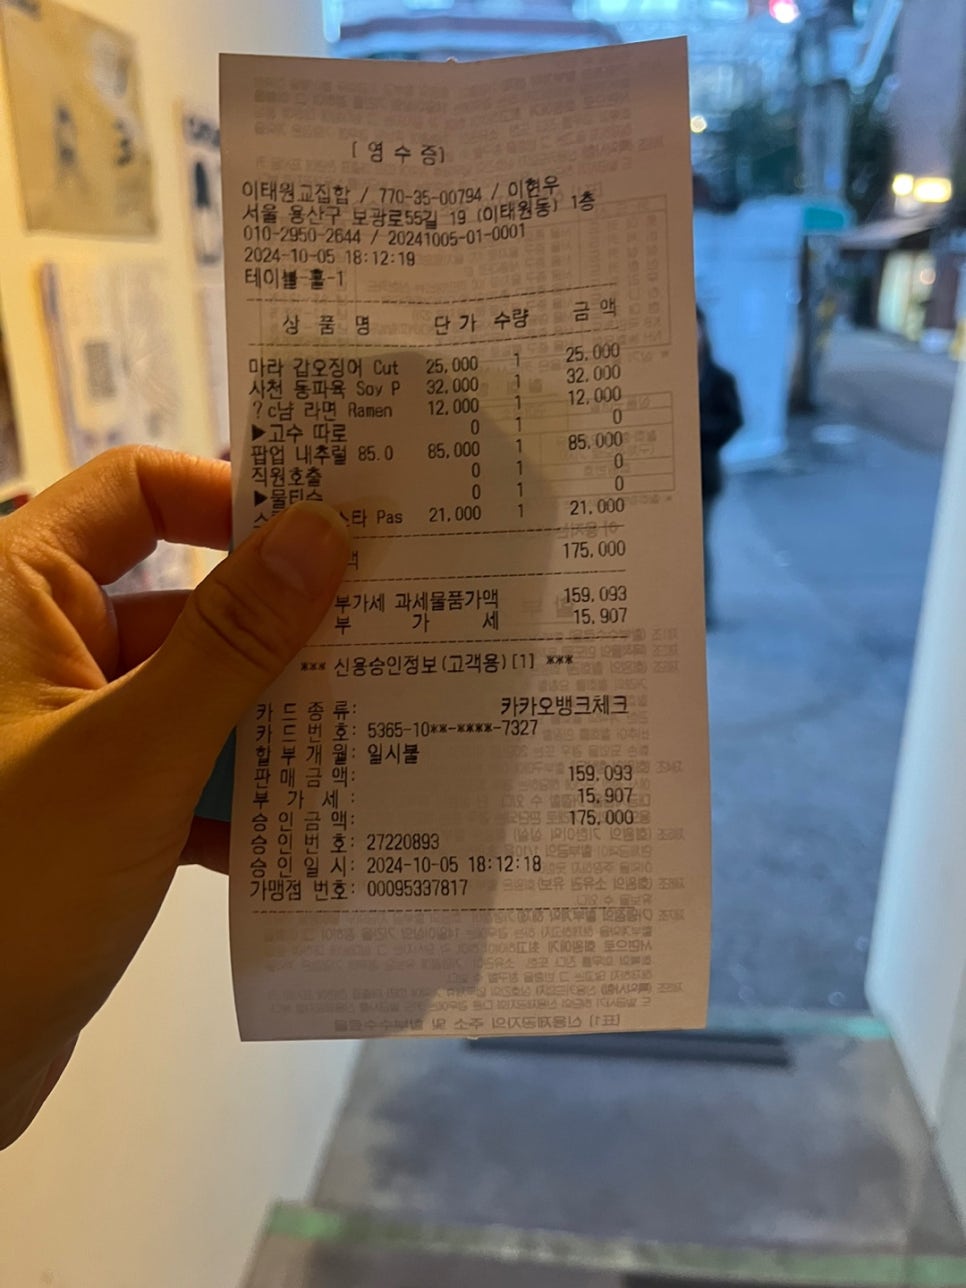 [ 영 수 증]
이태원교집합 / 770-35-00794 / 이현우
서울 용산구 보광로55길 19 (이태원동) 1층
010-2950-2644 / 20241005-01-0001
2024-10-05 18:12:19
테이블-홀-1
상 품 명 단 가 수량 금 액
마라 갑오징어 Cut 25,000 1 25,000
사천 동파육 Soy P 32,000 1 32,000
?c냠 라면 Ramen 12,000 1 12,000
▶고수 따로 0 1 0
팝업 내추럴 85.0 85,000 1 85,000
직원호출 0 1 0
▶물티슈 0 1 0
스타 Pas 21,000 1 21,000
액 175,000
부가세 과세물품가액 159,093
부 가 세 15,907
*** 신용승인정보(고객용)[1] ***
카 드 종 류: 카카오뱅크체크
카 드 번 호: 5365-10**-****-7327
할 부 개 월: 일시불
판 매 금 액: 159,093
부 가 세 : 15,907
승 인 금 액: 175,000
승 인 번 호: 27220893
승 인 일 시: 2024-10-05 18:12:18
가맹점 번호: 00095337817